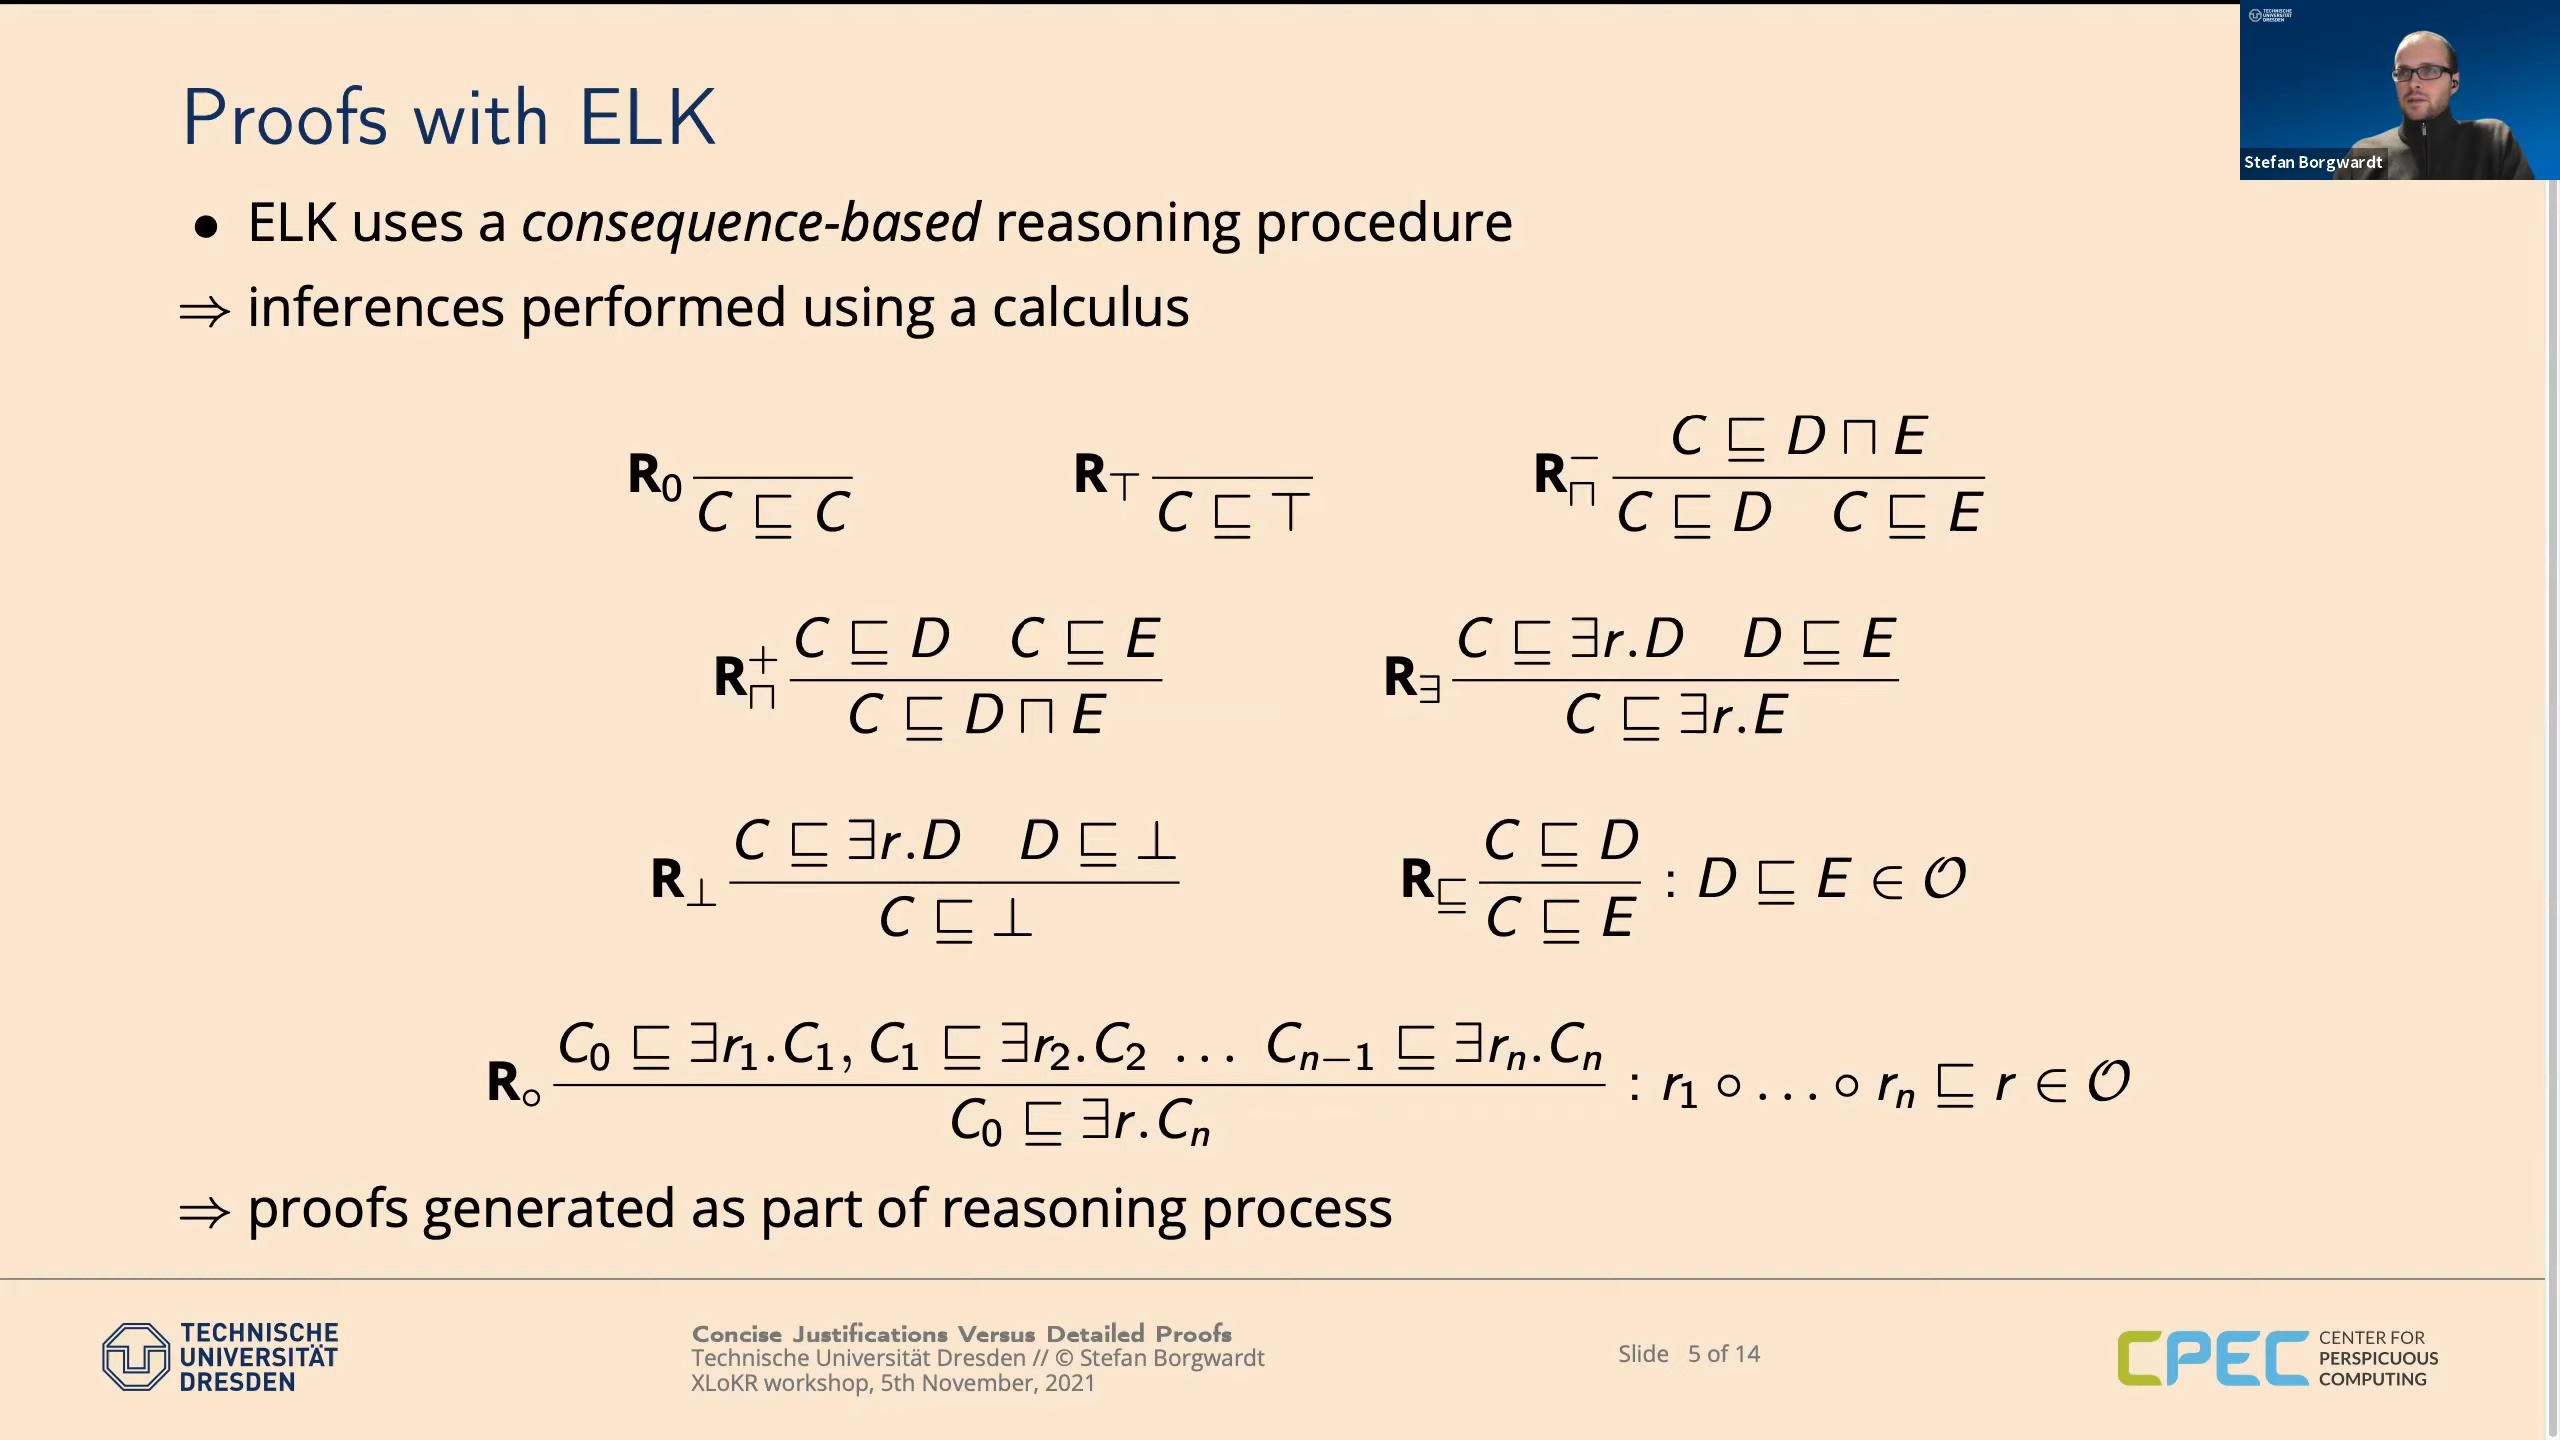 TECHNISCHE
UNIVERSITÄT
DRESDEN
Stefan Borgwardt
Proofs with ELK
• ELK uses a consequence-based reasoning procedure
⇒ inferences performed using a calculus
R₀ ──── C ⊑ C
R⊤ ──── C ⊑ ⊤
R⊓⁻ C ⊑ D ⊓ E ──── C ⊑ D C ⊑ E
R⊓⁺ C ⊑ D C ⊑ E ──── C ⊑ D ⊓ E
R∃ C ⊑ ∃r.D D ⊑ E ──── C ⊑ ∃r.E
R⊥ C ⊑ ∃r.D D ⊑ ⊥ ──── C ⊑ ⊥
R⊑ C ⊑ D ──── C ⊑ E : D ⊑ E ∈ 𝒪
R∘ C₀ ⊑ ∃r₁.C₁, C₁ ⊑ ∃r₂.C₂ … Cₙ₋₁ ⊑ ∃rₙ.Cₙ ──── C₀ ⊑ ∃r.Cₙ : r₁ ∘ … ∘ rₙ ⊑ r ∈ 𝒪
⇒ proofs generated as part of reasoning process
TECHNISCHE
UNIVERSITÄT
DRESDEN
Concise Justifications Versus Detailed Proofs
Technische Universität Dresden // © Stefan Borgwardt
XLoKR workshop, 5th November, 2021
Slide 5 of 14
CPEC
CENTER FOR
PERSPICUOUS
COMPUTING